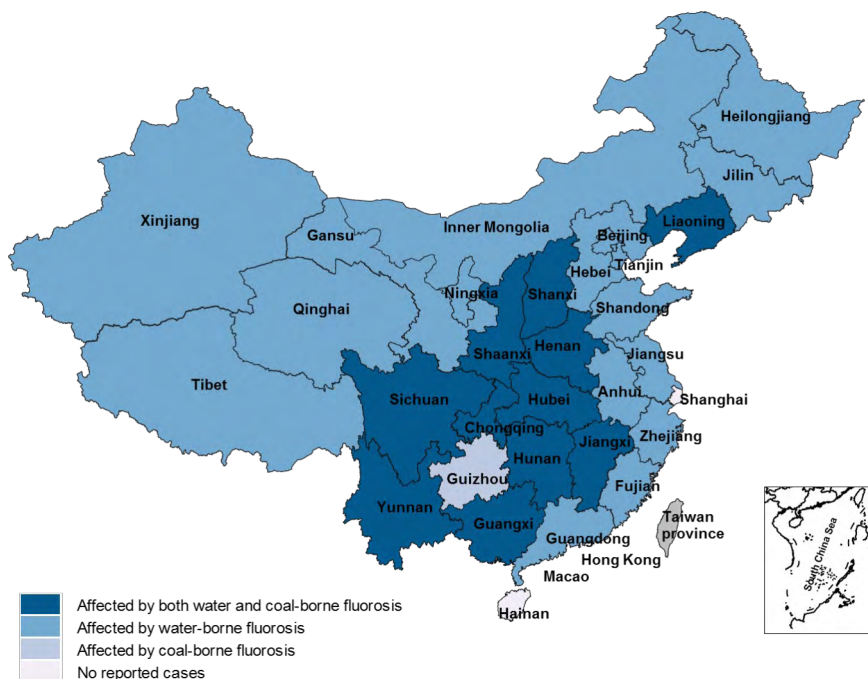 Heilongjiang
Jilin
Liaoning
Xinjiang
Gansu
Inner Mongolia
Beijing
Tianjin
Hebei
Ningxia
Shanxi
Qinghai
Shandong
Shaanxi
Henan
Jiangsu
Tibet
Sichuan
Hubei
Anhui
Shanghai
Chongqing
Jiangxi
Zhejiang
Hunan
Guizhou
Fujian
Yunnan
Guangxi
Taiwan
province
Guangdong
Hong Kong
Macao
Hainan
South China Sea
Affected by both water and coal-borne fluorosis
Affected by water-borne fluorosis
Affected by coal-borne fluorosis
No reported cases